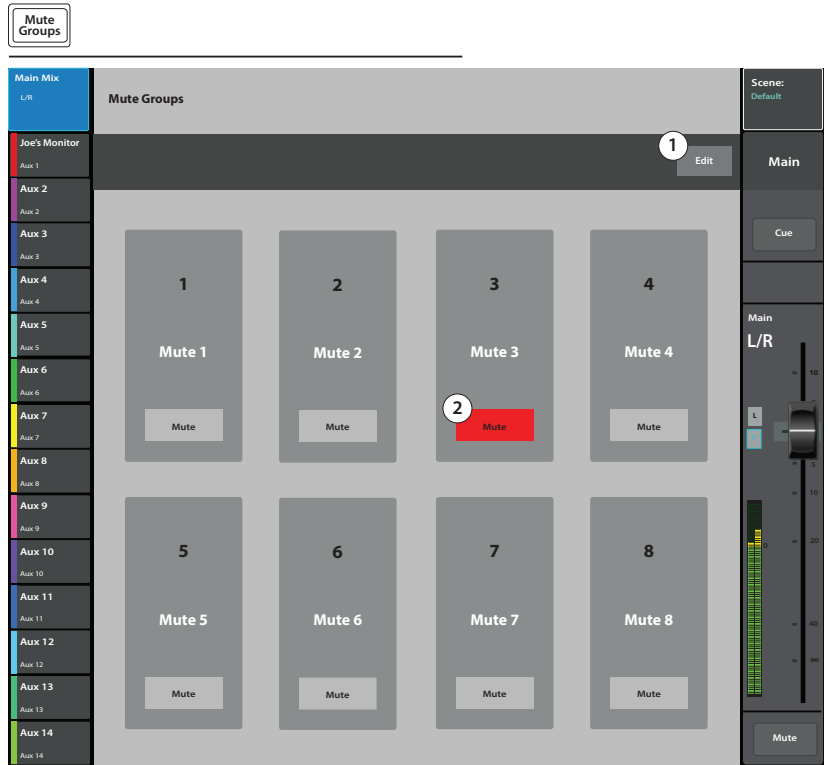 Mute
Groups
Main Mix
L/R
Mute Groups
Scene:
Default
Joe's Monitor
Aux 1
1
Edit
Main
Aux 2
Aux 2
Aux 3
Aux 3
Cue
Aux 4
Aux 4
Aux 5
Aux 5
Aux 6
Aux 6
Aux 7
Aux 7
Aux 8
Aux 8
Aux 9
Aux 9
Aux 10
Aux 10
Aux 11
Aux 11
Aux 12
Aux 12
Aux 13
Aux 13
Aux 14
Aux 14
1
Mute 1
Mute
2
Mute 2
Mute
3
Mute 3
2
Mute
4
Mute 4
Mute
5
Mute 5
Mute
6
Mute 6
Mute
7
Mute 7
Mute
8
Mute 8
Mute
Main
L/R
10
L
5
10
20
0
40
∞
Mute